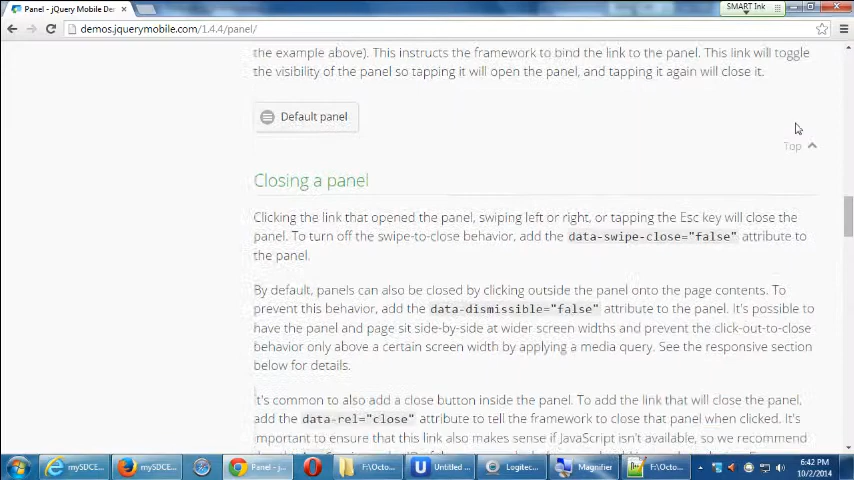 Panel - jQuery Mobile Dem
SMART Ink
demos.jquerymobile.com/1.4.4/panel/
the example above). This instructs the framework to bind the link to the panel. This link will toggle
the visibility of the panel so tapping it will open the panel, and tapping it again will close it.
Default panel
Top
Closing a panel
Clicking the link that opened the panel, swiping left or right, or tapping the Esc key will close the
panel. To turn off the swipe-to-close behavior, add the data-swipe-close="false" attribute to
the panel.
By default, panels can also be closed by clicking outside the panel onto the page contents. To
prevent this behavior, add the data-dismissible="false" attribute to the panel. It's possible to
have the panel and page sit side-by-side at wider screen widths and prevent the click-out-to-close
behavior only above a certain screen width by applying a media query. See the responsive section
below for details.
It's common to also add a close button inside the panel. To add the link that will close the panel,
add the data-rel="close" attribute to tell the framework to close that panel when clicked. It's
important to ensure that this link also makes sense if JavaScript isn't available, so we recommend
mySDCE...
mySDCE...
Panel - j...
F:\Octo...
Untitled ...
Logitec...
Magnifier
F:\Octo...
6:42 PM
10/2/2014